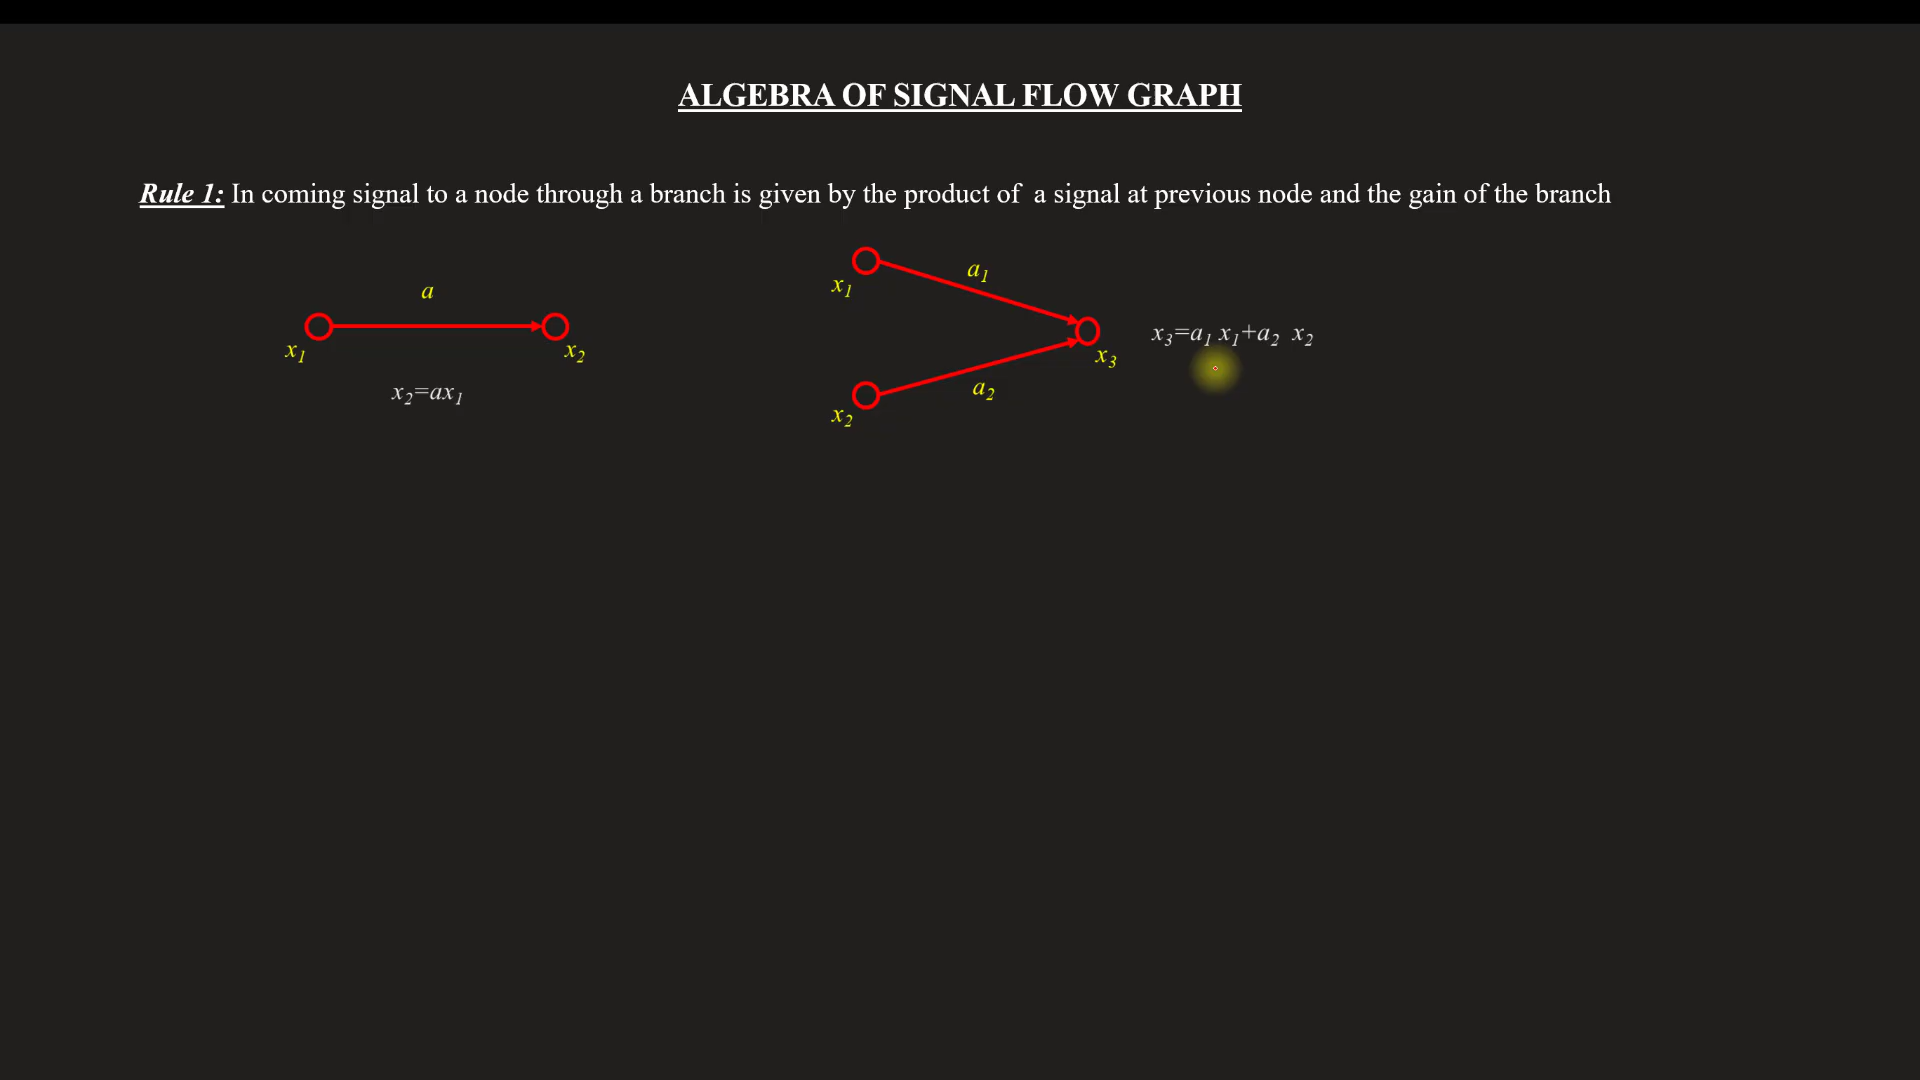 ALGEBRA OF SIGNAL FLOW GRAPH
Rule 1: In coming signal to a node through a branch is given by the product of a signal at previous node and the gain of the branch
a
x1
x2
x2=ax1
x1
a1
x3
x3=a1 x1+a2 x2
a2
x2